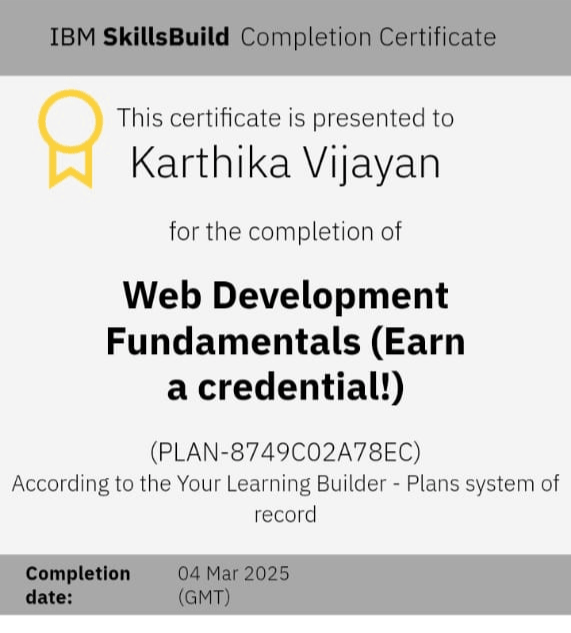 IBM SkillsBuild Completion Certificate
This certificate is presented to
Karthika Vijayan
for the completion of
Web Development
Fundamentals (Earn
a credential!)
(PLAN-8749C02A78EC)
According to the Your Learning Builder - Plans system of
record
Completion 04 Mar 2025
date: (GMT)